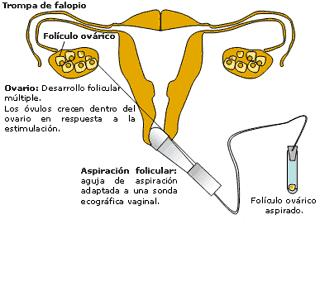 Trompa de falopio
Folículo ovárico
Ovario: Desarrollo folicular
múltiple.
Los óvulos crecen dentro del
ovario en respuesta a la
estimulación.
Aspiración folicular:
aguja de aspiración
adaptada a una sonda
ecográfica vaginal.
Folículo ovárico
aspirado.